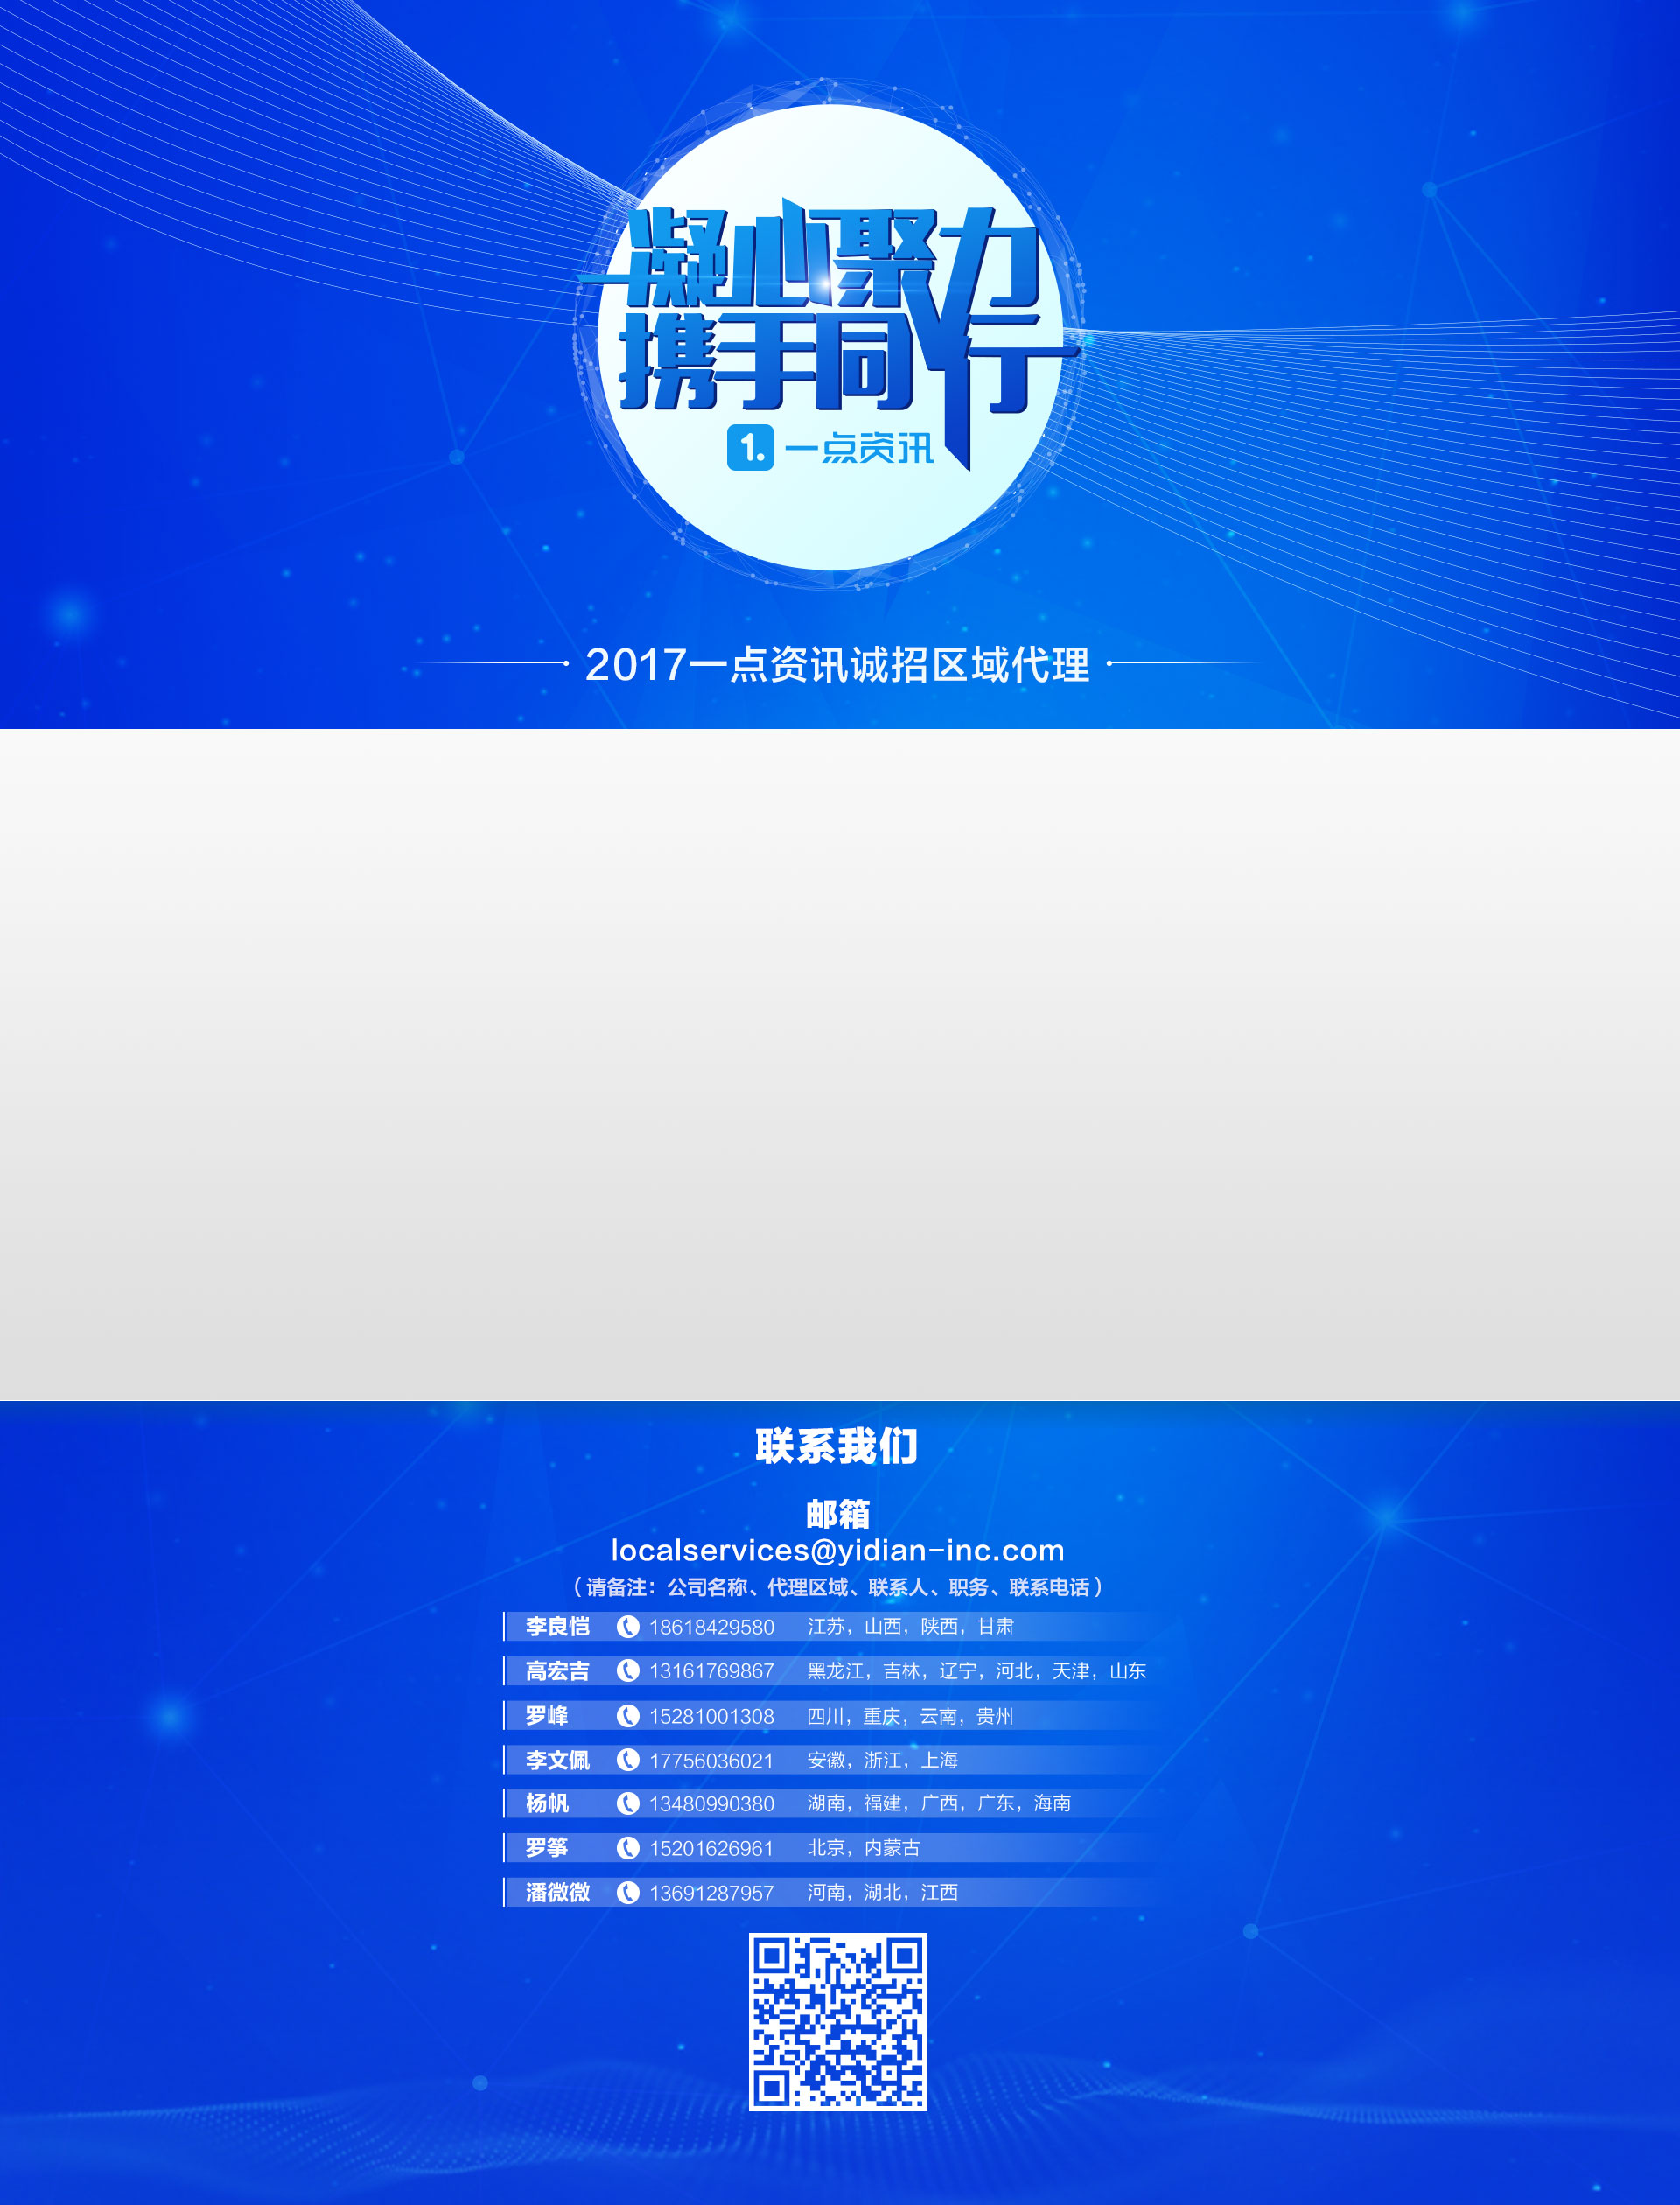 凝心聚力
携手同行
1. 一点资讯
2017一点资讯诚招区域代理
联系我们
邮箱
localservices@yidian-inc.com
（请备注：公司名称、代理区域、联系人、职务、联系电话）
李良恺 18618429580 江苏，山西，陕西，甘肃
高宏吉 13161769867 黑龙江，吉林，辽宁，河北，天津，山东
罗峰 15281001308 四川，重庆，云南，贵州
李文佩 17756036021 安徽，浙江，上海
杨帆 13480990380 湖南，福建，广西，广东，海南
罗筝 15201626961 北京，内蒙古
潘微微 13691287957 河南，湖北，江西